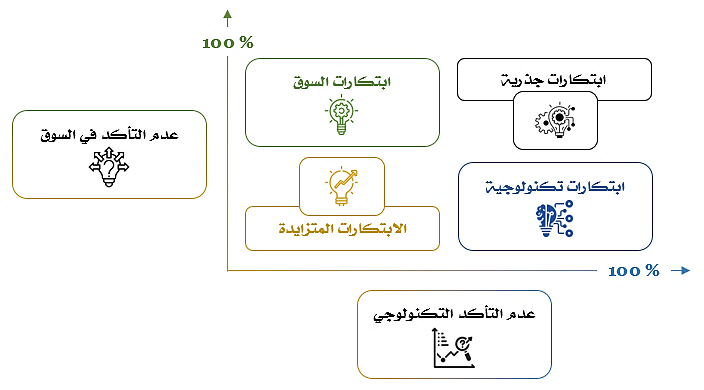 100 %
ابتكارات جذرية
ابتكارات السوق
عدم التأكد في السوق
ابتكارات تكنولوجية
الابتكارات المتزايدة
100 %
عدم التأكد التكنولوجي